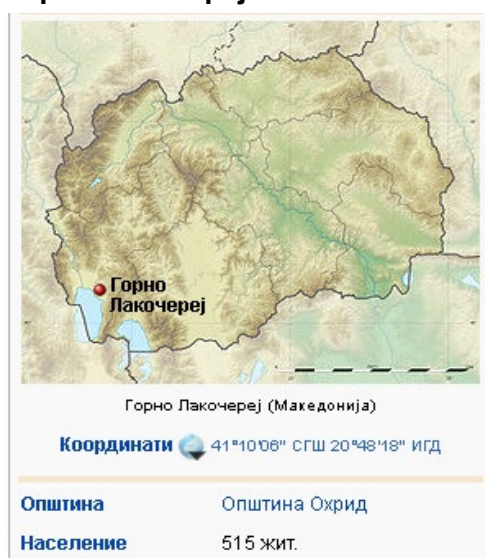 Горно
Лакочереј
Горно Лакочереј (Македонија)
Координати 41°10′06″ СГШ 20°48′18″ ИГД
Општина Општина Охрид
Население 515 жит.